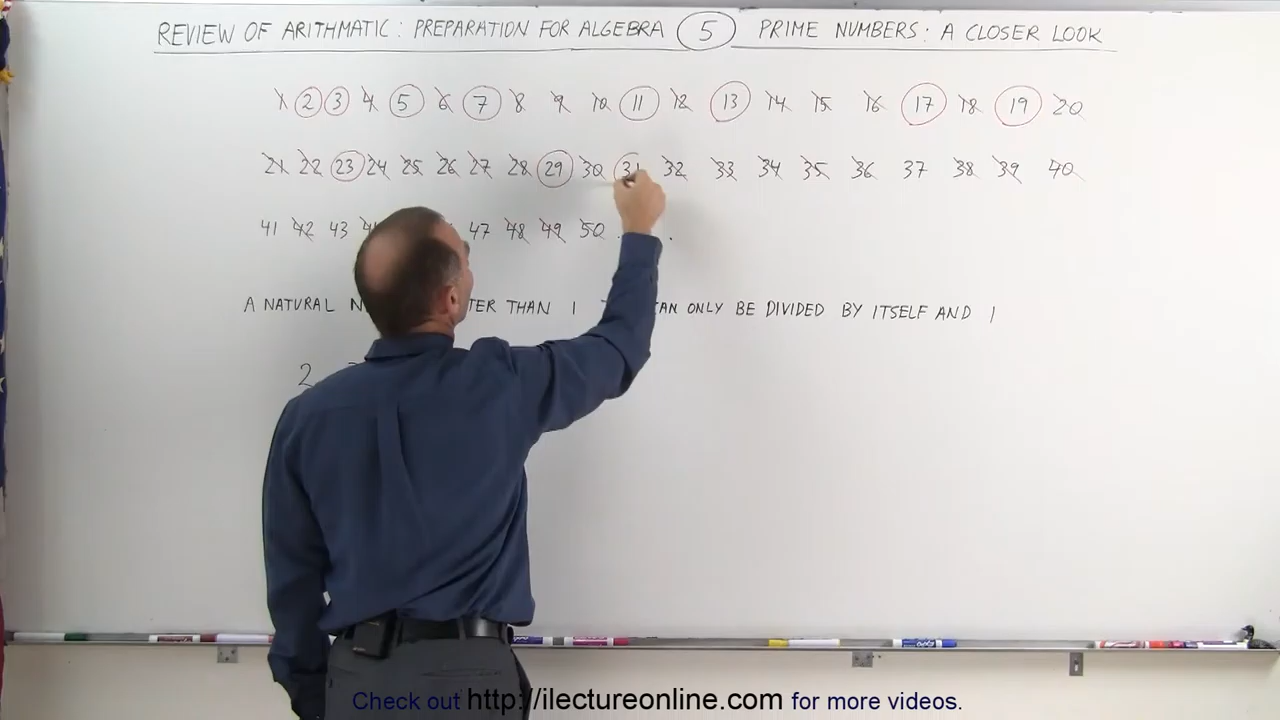 REVIEW OF ARITHMATIC : PREPARATION FOR ALGEBRA 5 PRIME NUMBERS : A CLOSER LOOK
1 2 3 4 5 6 7 8 9 10 11 12 13 14 15 16 17 18 19 20
21 22 23 24 25 26 27 28 29 30 31 32 33 34 35 36 37 38 39 40
41 42 43 47 48 49 50
A NATURAL THAN 1 ONLY BE DIVIDED BY ITSELF AND 1
2
Check out http://ilectureonline.com for more videos.